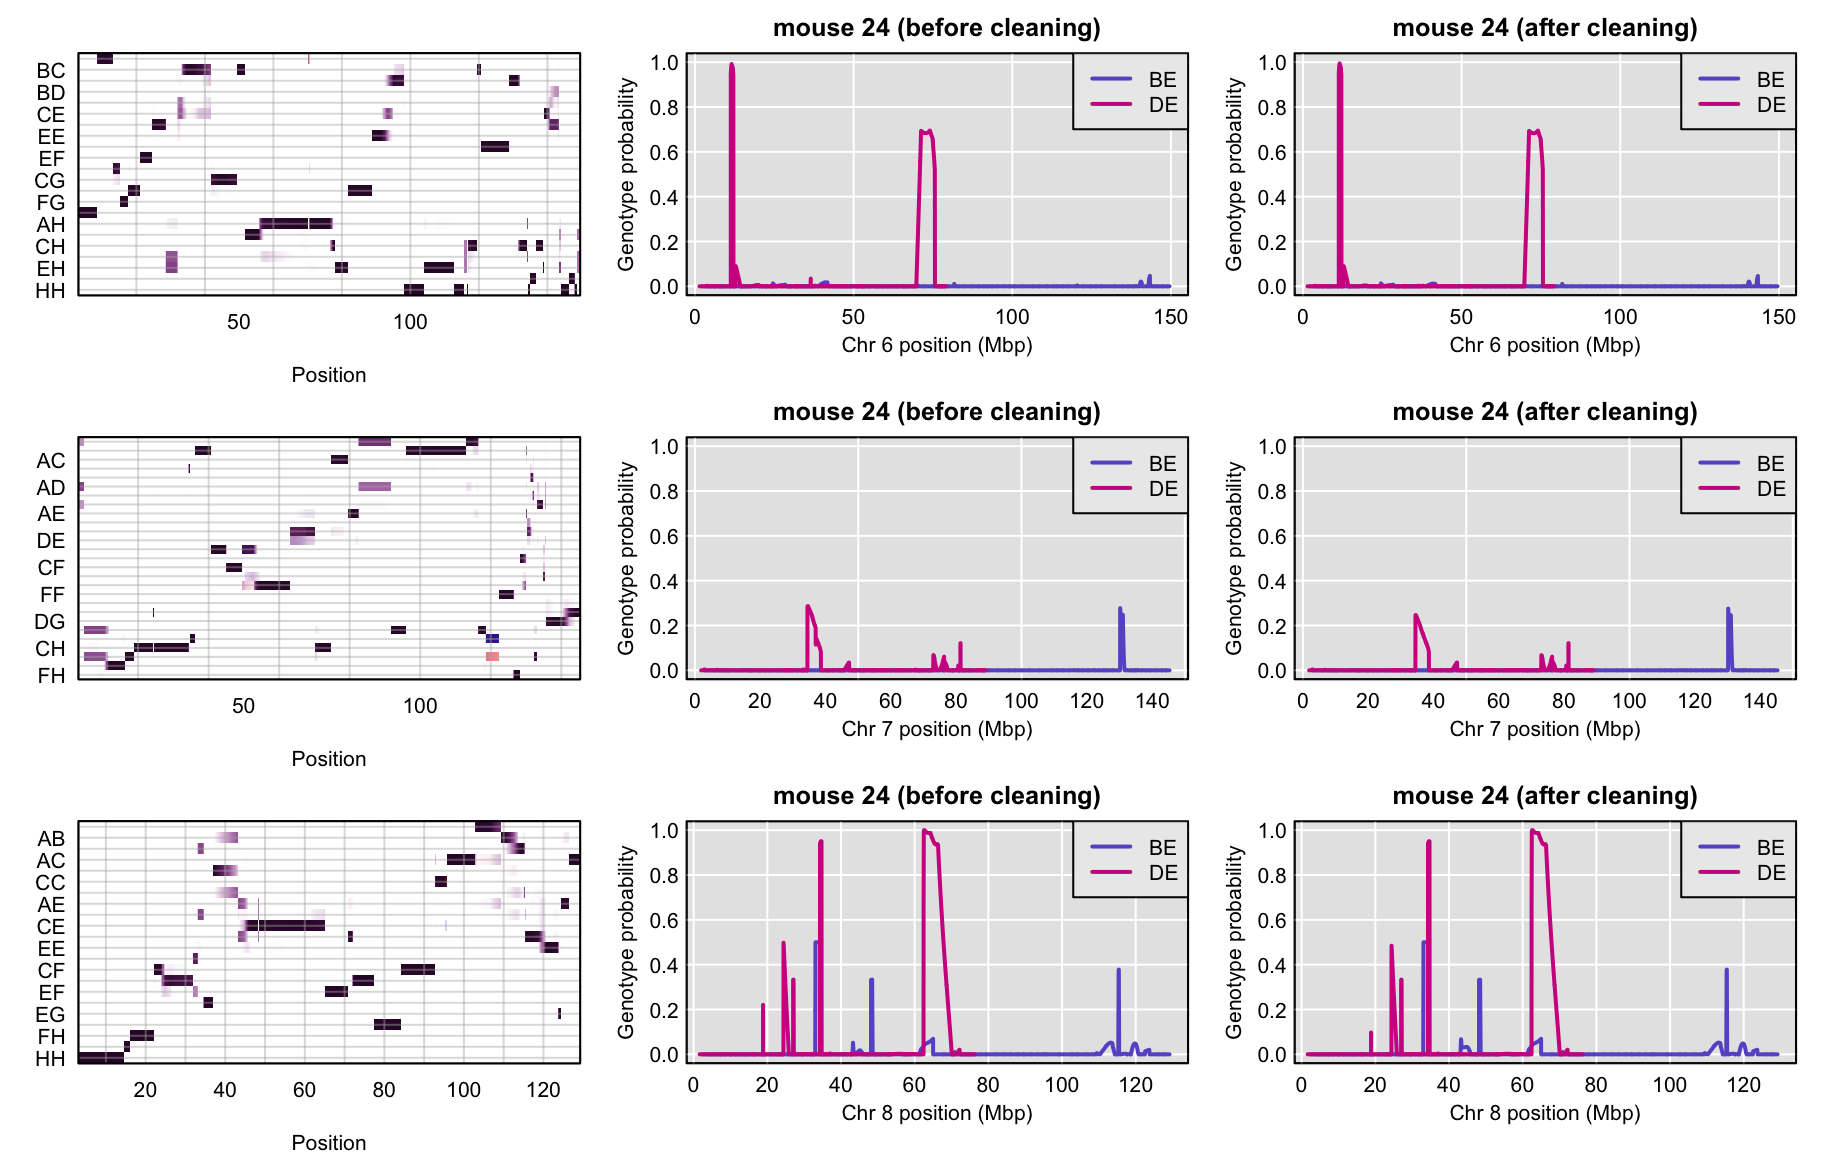 BC
BD
CE
EE
EF
CG
FG
AH
CH
EH
HH
50 100
Position
mouse 24 (before cleaning)
Genotype probability
1.0
0.8
0.6
0.4
0.2
0.0
BE
DE
0 50 100 150
Chr 6 position (Mbp)
mouse 24 (after cleaning)
Genotype probability
1.0
0.8
0.6
0.4
0.2
0.0
BE
DE
0 50 100 150
Chr 6 position (Mbp)
AC
AD
AE
DE
CF
FF
DG
CH
FH
50 100
Position
mouse 24 (before cleaning)
Genotype probability
1.0
0.8
0.6
0.4
0.2
0.0
BE
DE
0 20 40 60 80 100 120 140
Chr 7 position (Mbp)
mouse 24 (after cleaning)
Genotype probability
1.0
0.8
0.6
0.4
0.2
0.0
BE
DE
0 20 40 60 80 100 120 140
Chr 7 position (Mbp)
AB
AC
CC
AE
CE
EE
CF
EF
EG
FH
HH
20 40 60 80 100 120
Position
mouse 24 (before cleaning)
Genotype probability
1.0
0.8
0.6
0.4
0.2
0.0
BE
DE
0 20 40 60 80 100 120
Chr 8 position (Mbp)
mouse 24 (after cleaning)
Genotype probability
1.0
0.8
0.6
0.4
0.2
0.0
BE
DE
0 20 40 60 80 100 120
Chr 8 position (Mbp)